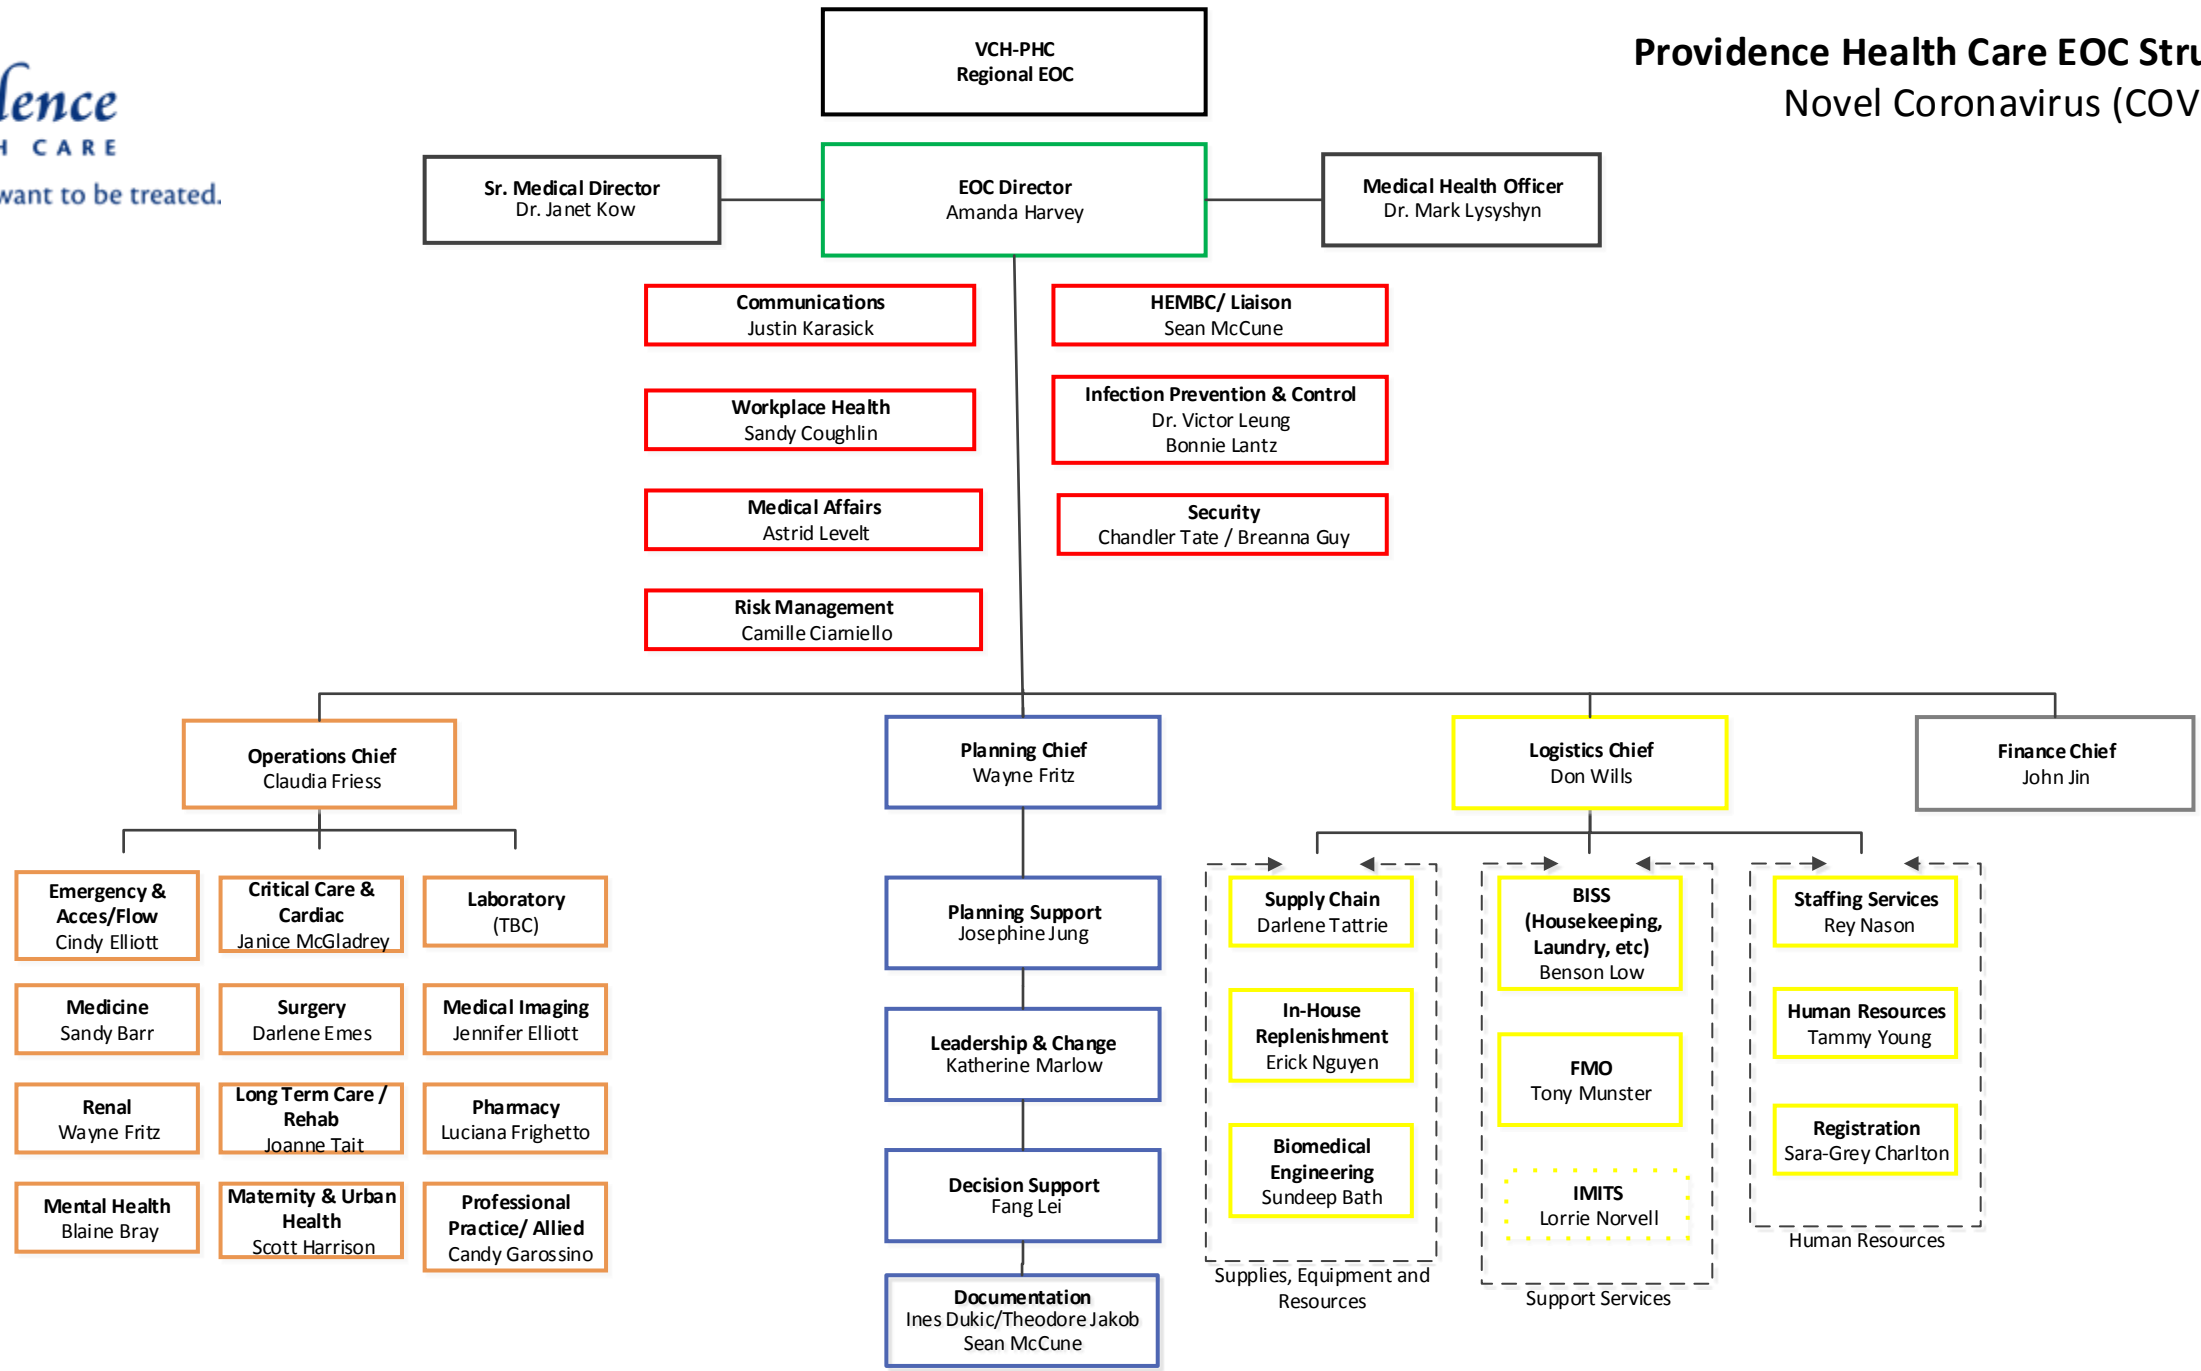 VCH-PHC
Regional EOC
Providence Health Care EOC Stru
Novel Coronavirus (COV
lence
H CARE
want to be treated.
Sr. Medical Director
Dr. Janet Kow
EOC Director
Amanda Harvey
Medical Health Officer
Dr. Mark Lysyshyn
Communications
Justin Karasick
HEMBC/ Liaison
Sean McCune
Workplace Health
Sandy Coughlin
Infection Prevention & Control
Dr. Victor Leung
Bonnie Lantz
Medical Affairs
Astrid Levelt
Security
Chandler Tate / Breanna Guy
Risk Management
Camille Ciarniello
Operations Chief
Claudia Friess
Planning Chief
Wayne Fritz
Logistics Chief
Don Wills
Finance Chief
John Jin
Emergency &
Acces/Flow
Cindy Elliott
Critical Care &
Cardiac
Janice McGladrey
Laboratory
(TBC)
Medicine
Sandy Barr
Surgery
Darlene Emes
Medical Imaging
Jennifer Elliott
Renal
Wayne Fritz
Long Term Care /
Rehab
Joanne Tait
Pharmacy
Luciana Frighetto
Mental Health
Blaine Bray
Maternity & Urban
Health
Scott Harrison
Professional
Practice/ Allied
Candy Garossino
Planning Support
Josephine Jung
Leadership & Change
Katherine Marlow
Decision Support
Fang Lei
Documentation
Ines Dukic/Theodore Jakob
Sean McCune
Supply Chain
Darlene Tattrie
In-House
Replenishment
Erick Nguyen
Biomedical
Engineering
Sundeep Bath
Supplies, Equipment and
Resources
BISS
(Housekeeping,
Laundry, etc)
Benson Low
FMO
Tony Munster
IMITS
Lorrie Norvell
Support Services
Staffing Services
Rey Nason
Human Resources
Tammy Young
Registration
Sara-Grey Charlton
Human Resources